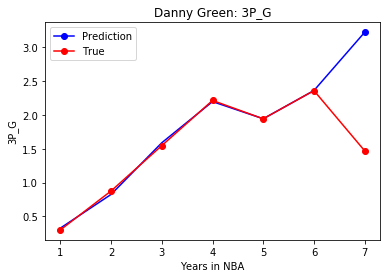 Danny Green: 3P_G
Prediction
True
3P_G
3.0
2.5
2.0
1.5
1.0
0.5
1 2 3 4 5 6 7
Years in NBA